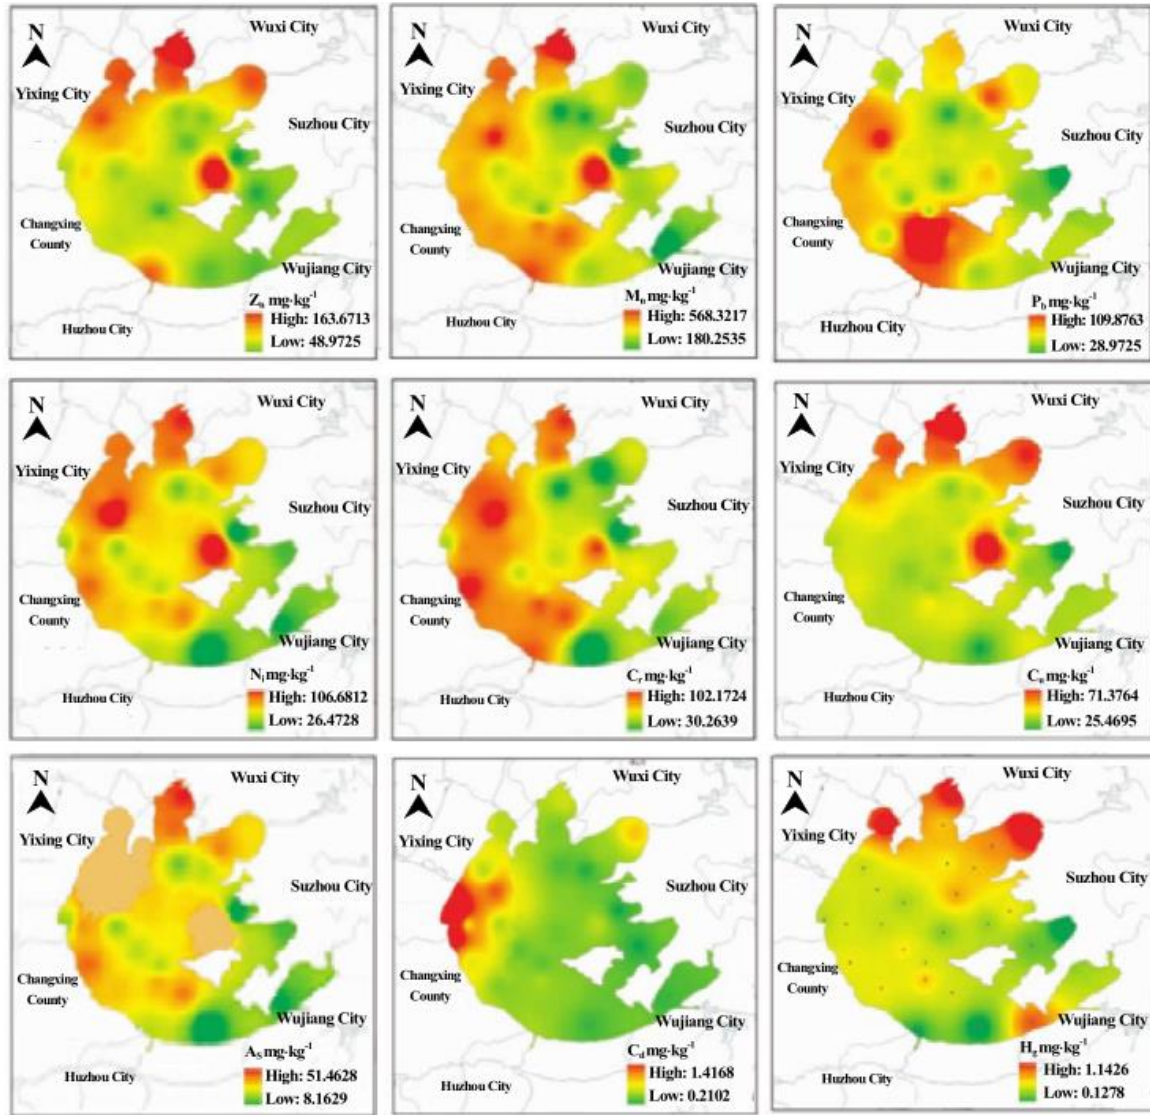 N
Wuxi City
Yixing City
Suzhou City
Changxing
County
Wujiang City
Huzhou City
Zn mg·kg-1
High: 163.6713
Low: 48.9725
N
Wuxi City
Yixing City
Suzhou City
Changxing
County
Wujiang City
Huzhou City
Mn mg·kg-1
High: 568.3217
Low: 180.2535
N
Wuxi City
Yixing City
Suzhou City
Changxing
County
Wujiang City
Huzhou City
Pb mg·kg-1
High: 109.8763
Low: 28.9725
N
Wuxi City
Yixing City
Suzhou City
Changxing
County
Wujiang City
Huzhou City
Ni mg·kg-1
High: 106.6812
Low: 26.4728
N
Wuxi City
Yixing City
Suzhou City
Changxing
County
Wujiang City
Huzhou City
Cr mg·kg-1
High: 102.1724
Low: 30.2639
N
Wuxi City
Yixing City
Suzhou City
Changxing
County
Wujiang City
Huzhou City
Cu mg·kg-1
High: 71.3764
Low: 25.4695
N
Wuxi City
Yixing City
Suzhou City
Changxing
County
Wujiang City
Huzhou City
As mg·kg-1
High: 51.4628
Low: 8.1629
N
Wuxi City
Yixing City
Suzhou City
Changxing
County
Wujiang City
Huzhou City
Cd mg·kg-1
High: 1.4168
Low: 0.2102
N
Wuxi City
Yixing City
Suzhou City
Changxing
County
Wujiang City
Huzhou City
Hg mg·kg-1
High: 1.1426
Low: 0.1278